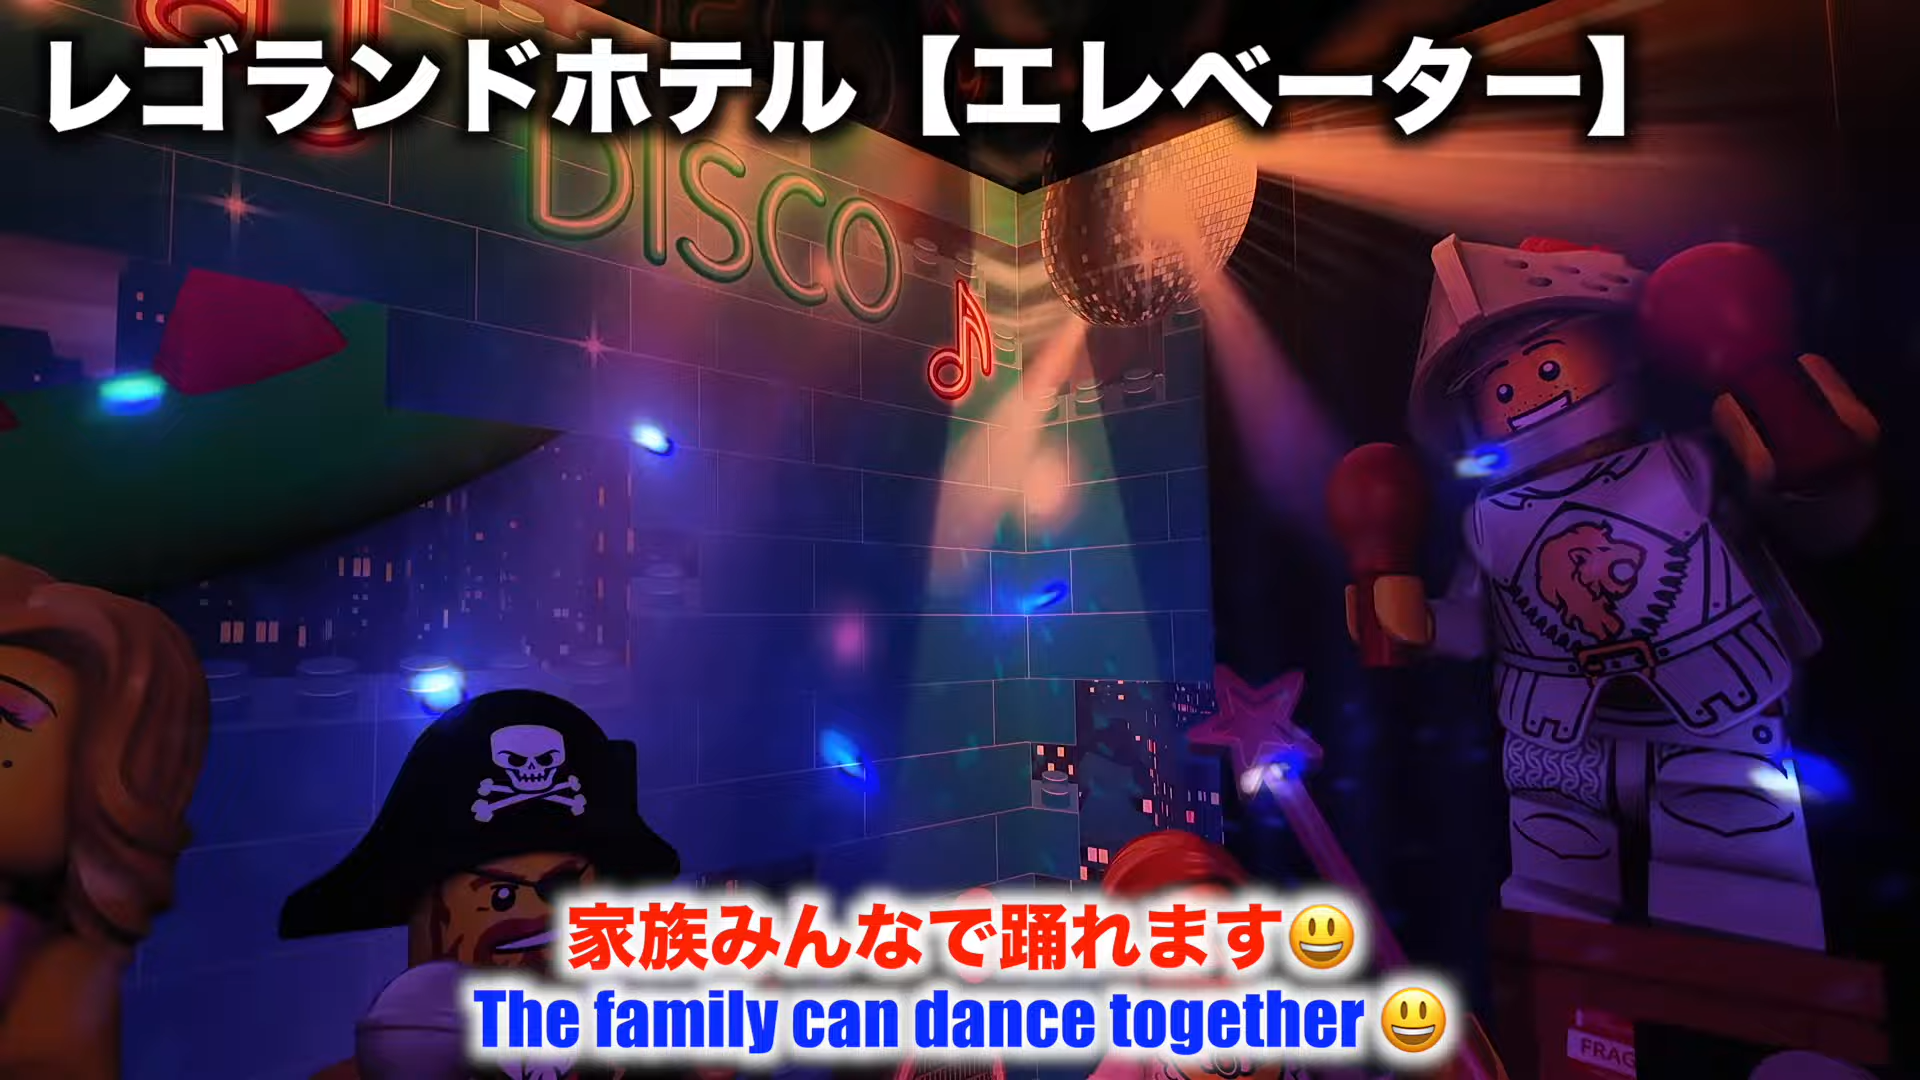 レゴランドホテル【エレベーター】
DISCO
家族みんなで踊れます😃
The family can dance together 😃